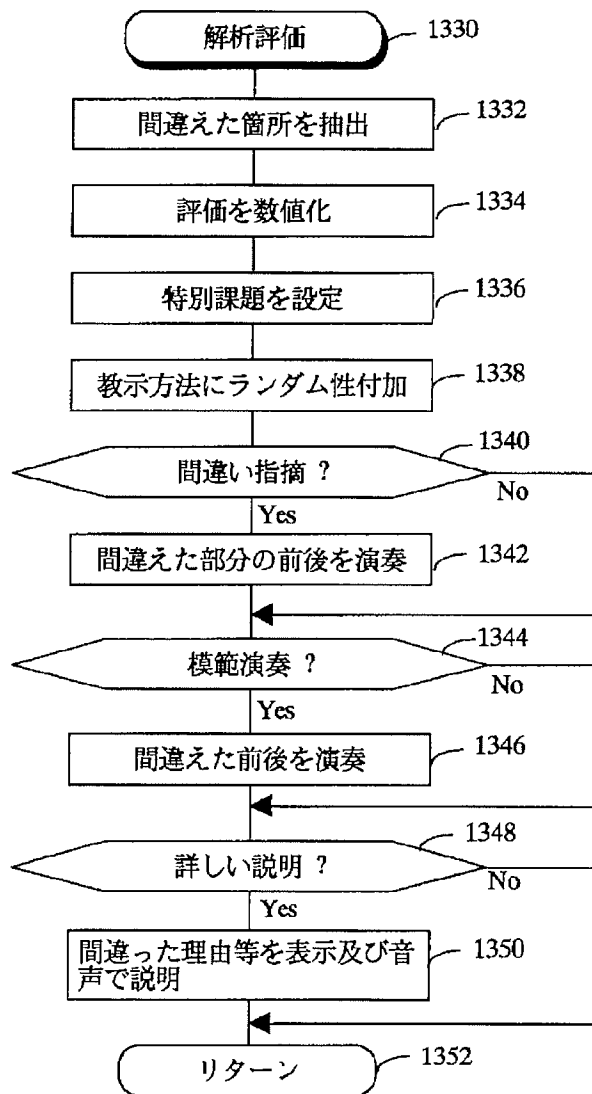 解析評価
1330
間違えた箇所を抽出
1332
評価を数値化
1334
特別課題を設定
1336
教示方法にランダム性付加
1338
間違い指摘 ?
1340
No
Yes
間違えた部分の前後を演奏
1342
模範演奏 ?
1344
No
Yes
間違えた前後を演奏
1346
詳しい説明 ?
1348
No
Yes
間違った理由等を表示及び音
声で説明
1350
リターン
1352